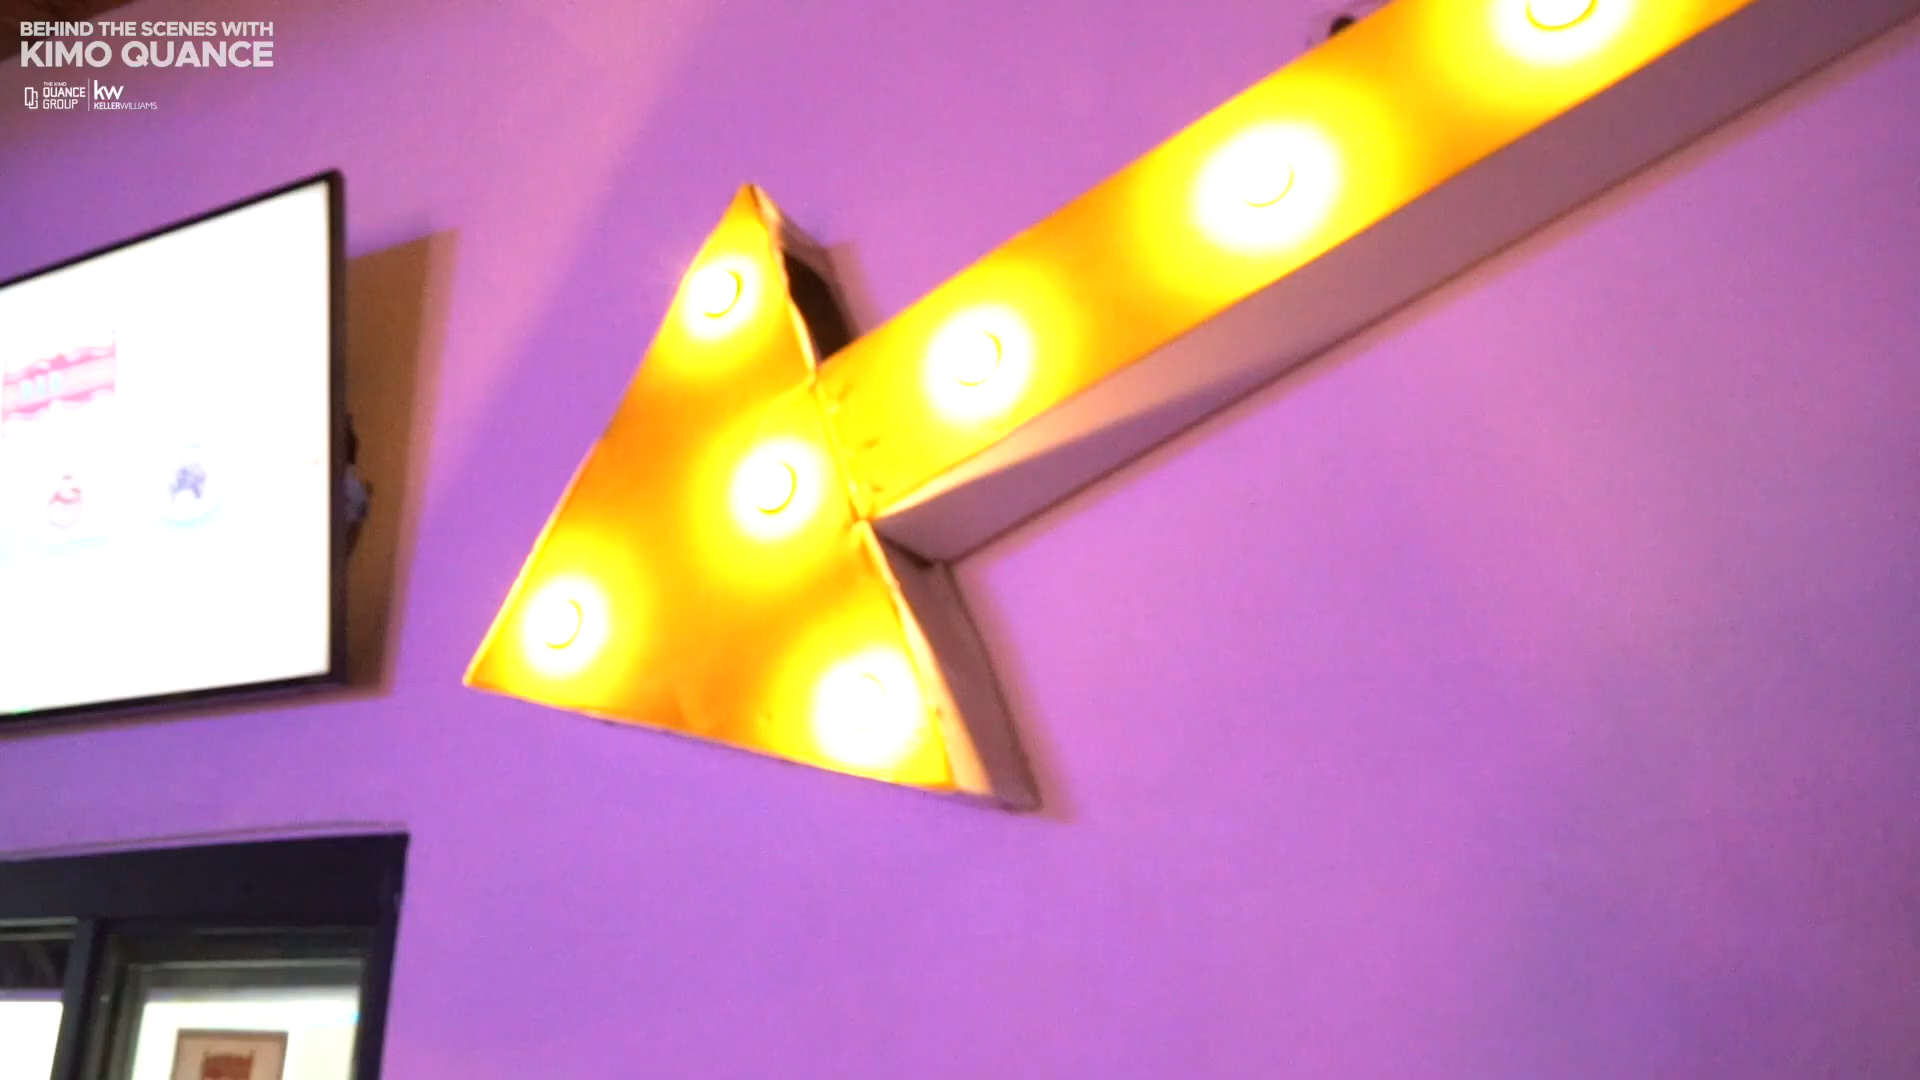 BEHIND THE SCENES WITH
KIMO QUANCE
THE KIMO
QUANCE
GROUP
kw
KELLERWILLIAMS.